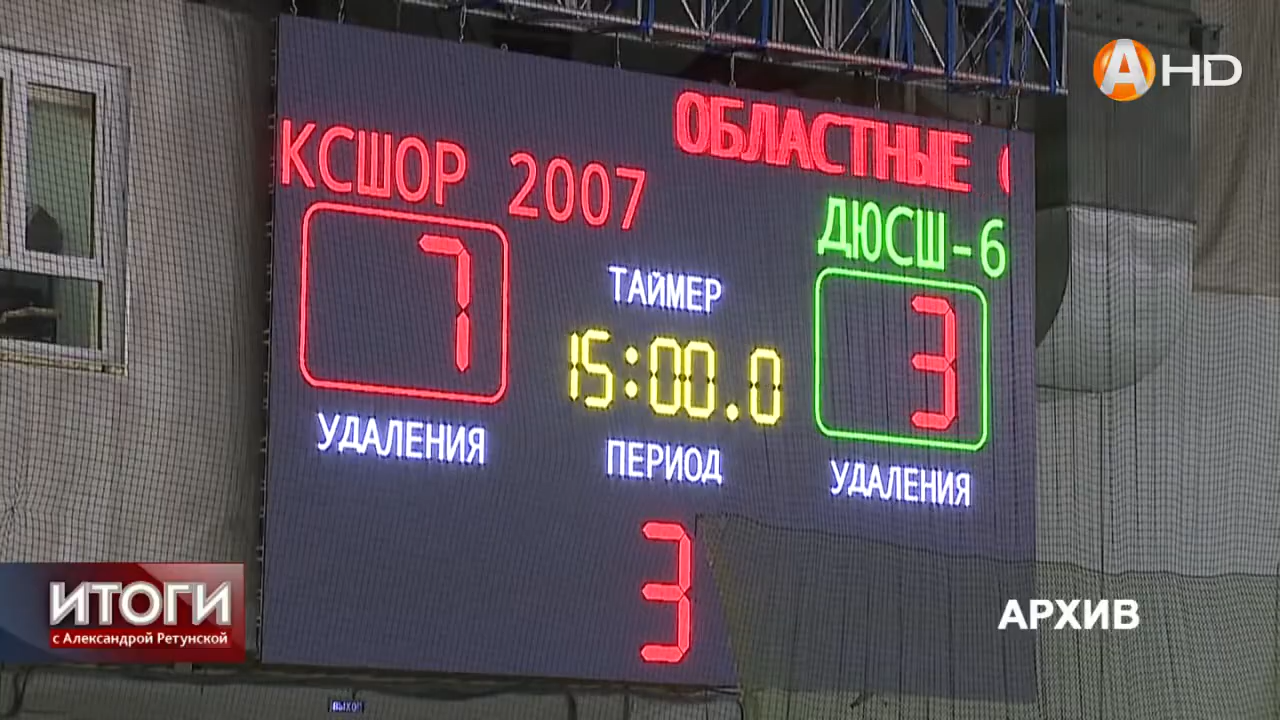 A HD
ОБЛАСТНЫЕ
КСШОР 2007
ДЮСШ-6
7
ТАЙМЕР
3
15:00.0
УДАЛЕНИЯ
ПЕРИОД
УДАЛЕНИЯ
3
ИТОГИ
с Александрой Ретунской
АРХИВ
ВЫХОД